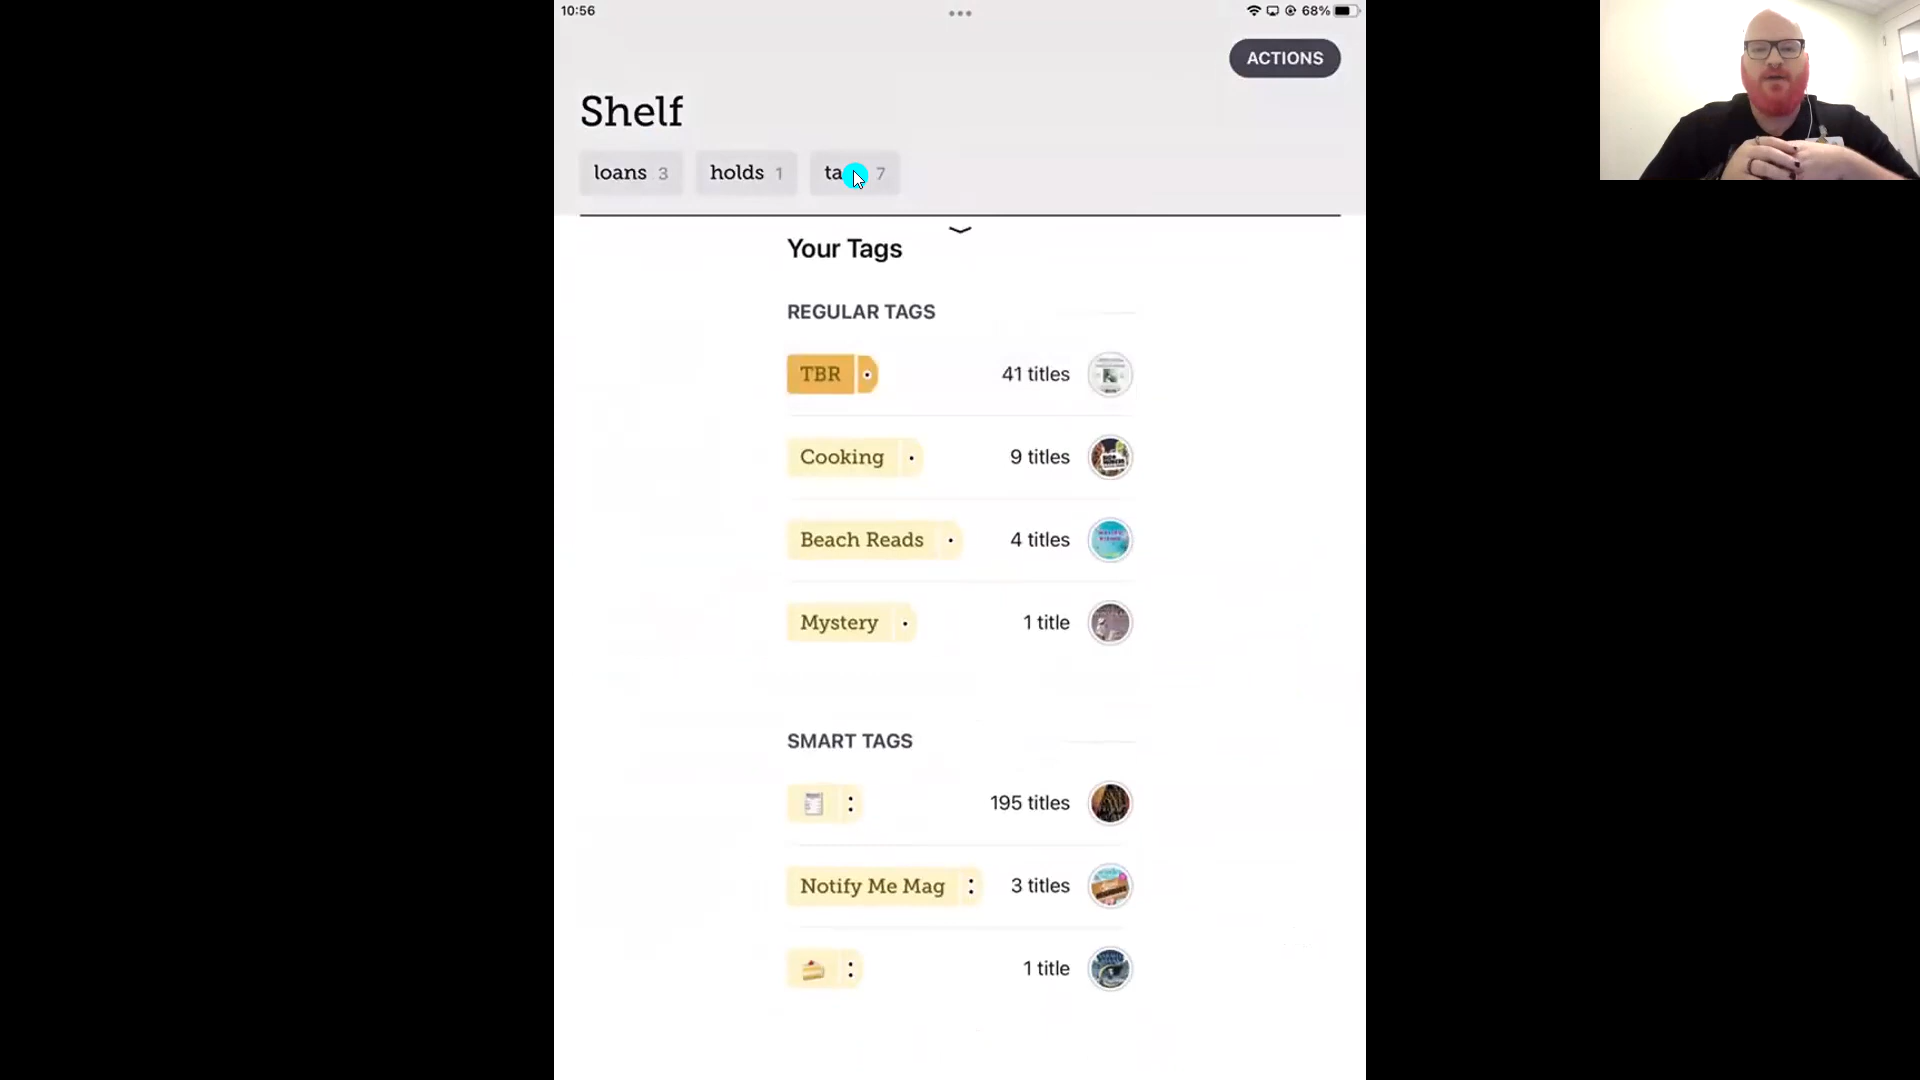 10:56
68%
ACTIONS
Shelf
loans 3
holds 1
ta 7
Your Tags
REGULAR TAGS
TBR
41 titles
Cooking
9 titles
Beach Reads
4 titles
Mystery
1 title
SMART TAGS
195 titles
Notify Me Mag
3 titles
1 title